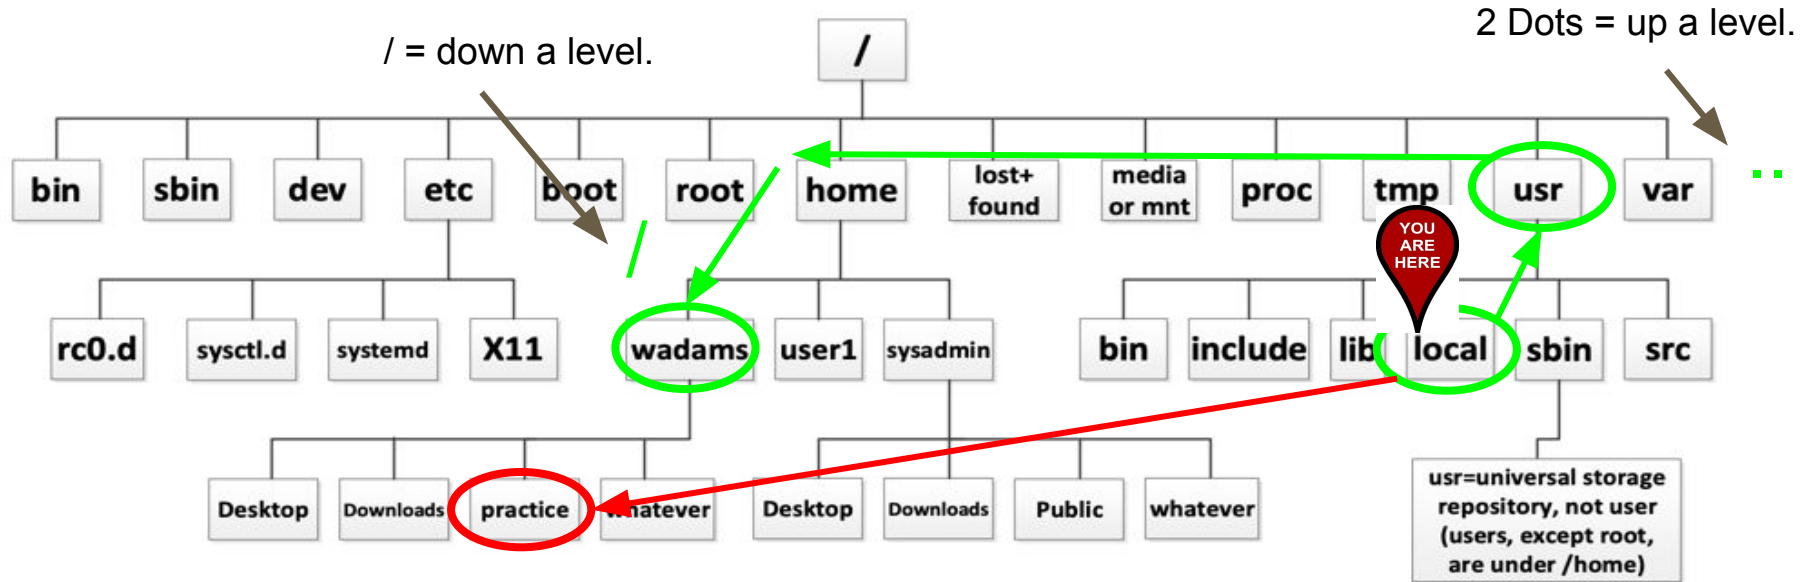 / = down a level.
2 Dots = up a level.
/
bin
sbin
dev
etc
boot
root
home
lost+
found
media
or mnt
proc
tmp
usr
var
..
/
YOU
ARE
HERE
rc0.d
sysctl.d
systemd
X11
wadams
user1
sysadmin
bin
include
lib
local
sbin
src
Desktop
Downloads
practice
whatever
Desktop
Downloads
Public
whatever
usr=universal storage
repository, not user
(users, except root,
are under /home)